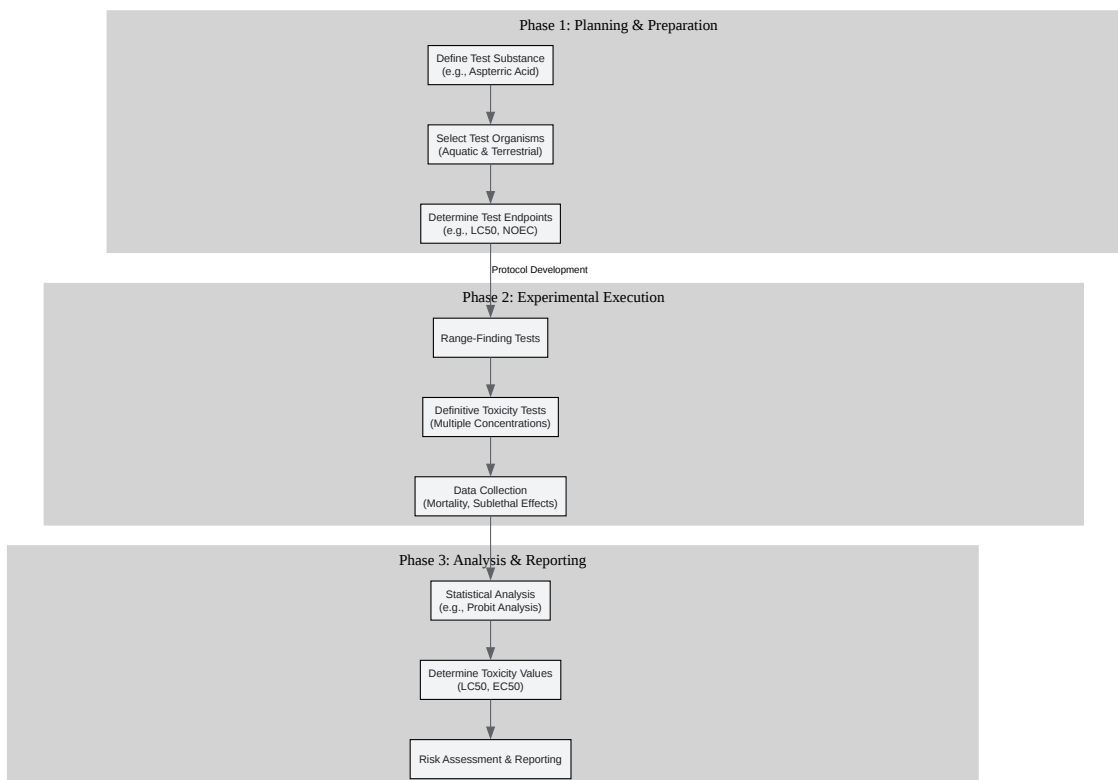 Phase 1: Planning & Preparation
Define Test Substance
(e.g., Aspterric Acid)
Select Test Organisms
(Aquatic & Terrestrial)
Determine Test Endpoints
(e.g., LC50, NOEC)
Protocol Development
Phase 2: Experimental Execution
Range-Finding Tests
Definitive Toxicity Tests
(Multiple Concentrations)
Data Collection
(Mortality, Sublethal Effects)
Phase 3: Analysis & Reporting
Statistical Analysis
(e.g., Probit Analysis)
Determine Toxicity Values
(LC50, EC50)
Risk Assessment & Reporting